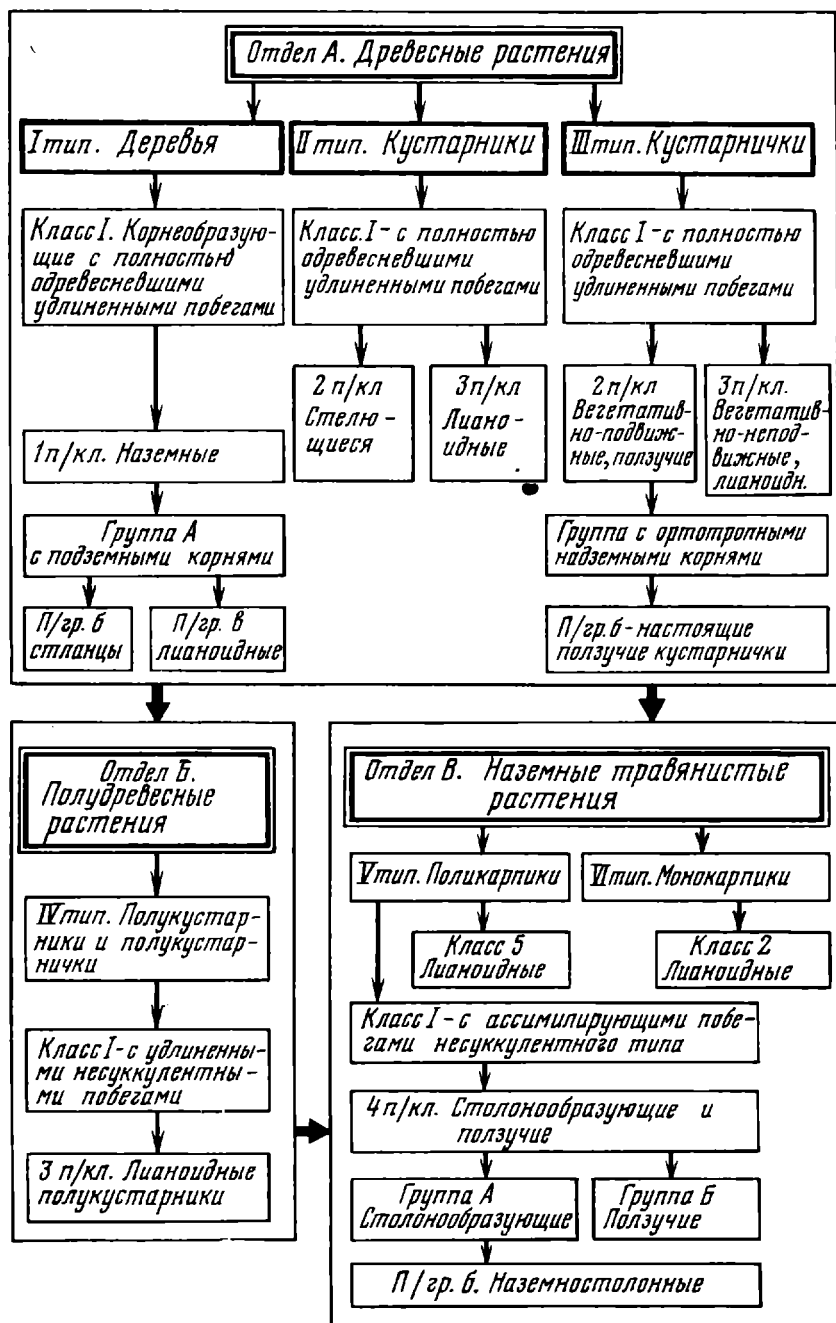 Отдел А. Древесные растения
I тип. Деревья
II тип. Кустарники
III тип. Кустарнички
Класс I. Корнеобразую-
щие с полностью
одревесневшими
удлиненными побегами
Класс. I - с полностью
одревесневшими
удлиненными побегами
Класс I - с полностью
одревесневшими
удлиненными побегами
2 п/кл
Стелю -
щиеся
3 п/кл
Лиано-
идные
2 п/кл
Вегетатив-
но-подвиж-
ные, ползучие
3 п/кл.
Вегетатив-
но-непод-
вижные,
лианоидн.
1 п/кл. Наземные
Группа А
с подземными корнями
Группа с ортотропными
надземными корнями
П/гр. б
стланцы
П/гр. в
лианоидные
П/гр. б - настоящие
ползучие кустарнички
Отдел Б.
Полудревесные
растения
IV тип. Полукустар-
ники и полукустар-
нички
Класс I - с удлиненны-
ми несуккулентны-
ми побегами
3 п/кл. Лианоидные
полукустарники
Отдел В. Наземные травянистые
растения
V тип. Поликарпики
VI тип. Монокарпики
Класс 5
Лианоидные
Класс 2
Лианоидные
Класс I - с ассимилирующими побе-
гами несуккулентного типа
4 п/кл. Столонообразующие и
ползучие
Группа А
Столонообразующие
Группа Б
Ползучие
П/гр. б. Наземностолонные